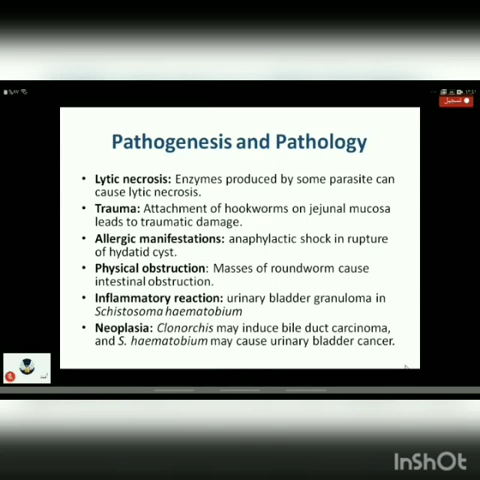 تسجيل
Pathogenesis and Pathology
• Lytic necrosis: Enzymes produced by some parasite can
cause lytic necrosis.
• Trauma: Attachment of hookworms on jejunal mucosa
leads to traumatic damage.
• Allergic manifestations: anaphylactic shock in rupture
of hydatid cyst.
• Physical obstruction: Masses of roundworm cause
intestinal obstruction.
• Inflammatory reaction: urinary bladder granuloma in
Schistosoma haematobium
• Neoplasia: Clonorchis may induce bile duct carcinoma,
and S. haematobium may cause urinary bladder cancer.
InShOt